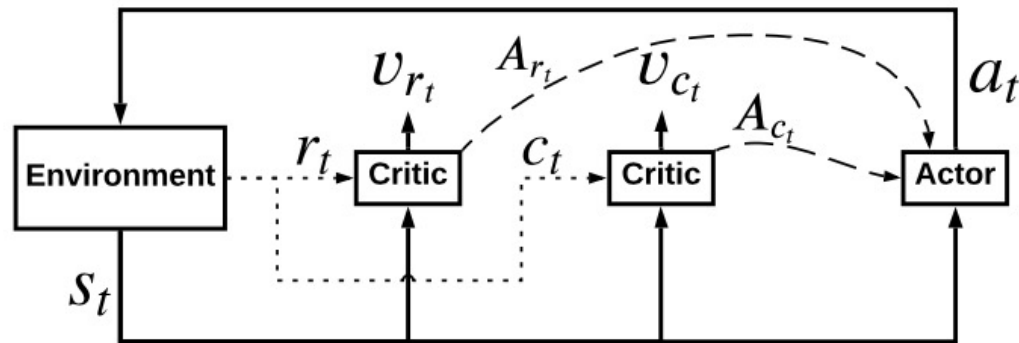 v_{r_t}
A_{r_t}
v_{c_t}
a_t
A_{c_t}
Environment
r_t
Critic
c_t
Critic
Actor
s_t